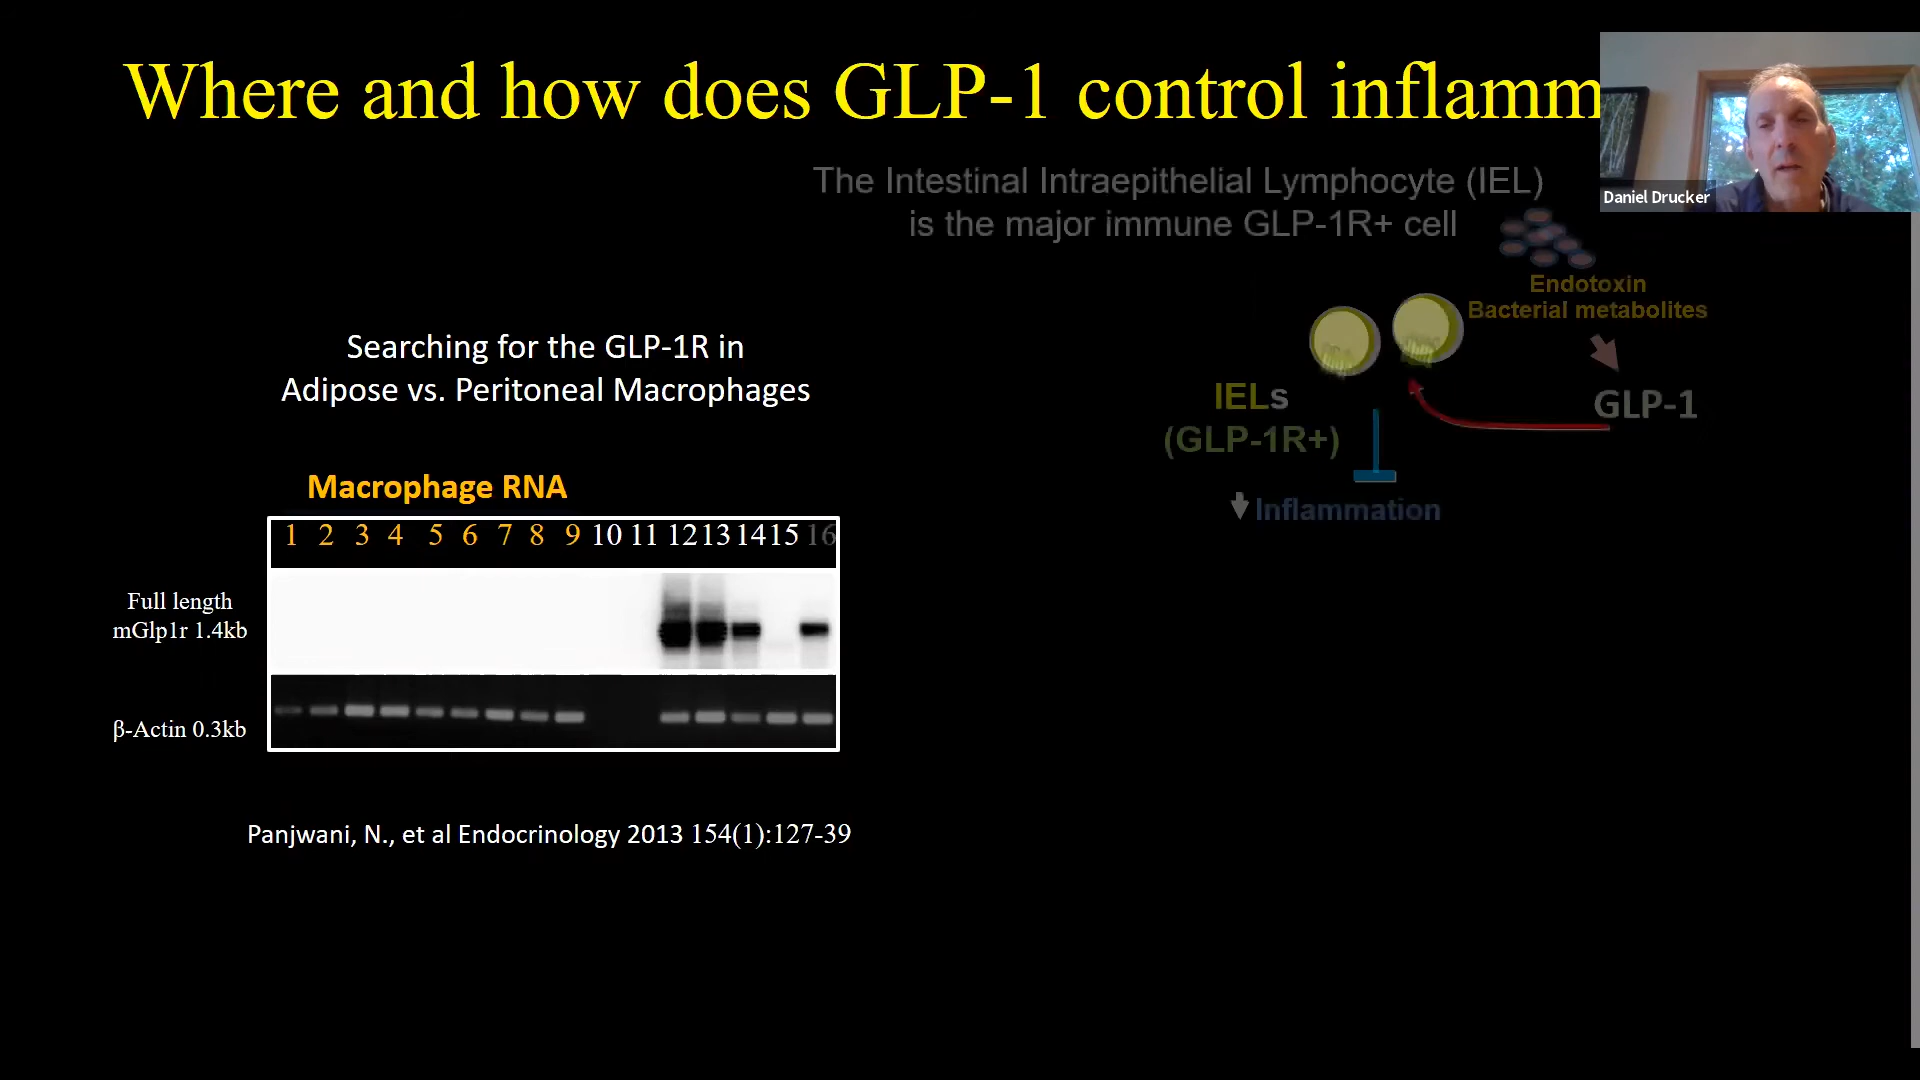 Where and how does GLP-1 control inflamm
Daniel Drucker
The Intestinal Intraepithelial Lymphocyte (IEL)
is the major immune GLP-1R+ cell
Endotoxin
Bacterial metabolites
GLP-1
IELs
(GLP-1R+)
Inflammation
Searching for the GLP-1R in
Adipose vs. Peritoneal Macrophages
Macrophage RNA
1 2 3 4 5 6 7 8 9 10 11 12 13 14 15 16
Full length
mGlp1r 1.4kb
β-Actin 0.3kb
Panjwani, N., et al Endocrinology 2013 154(1):127-39